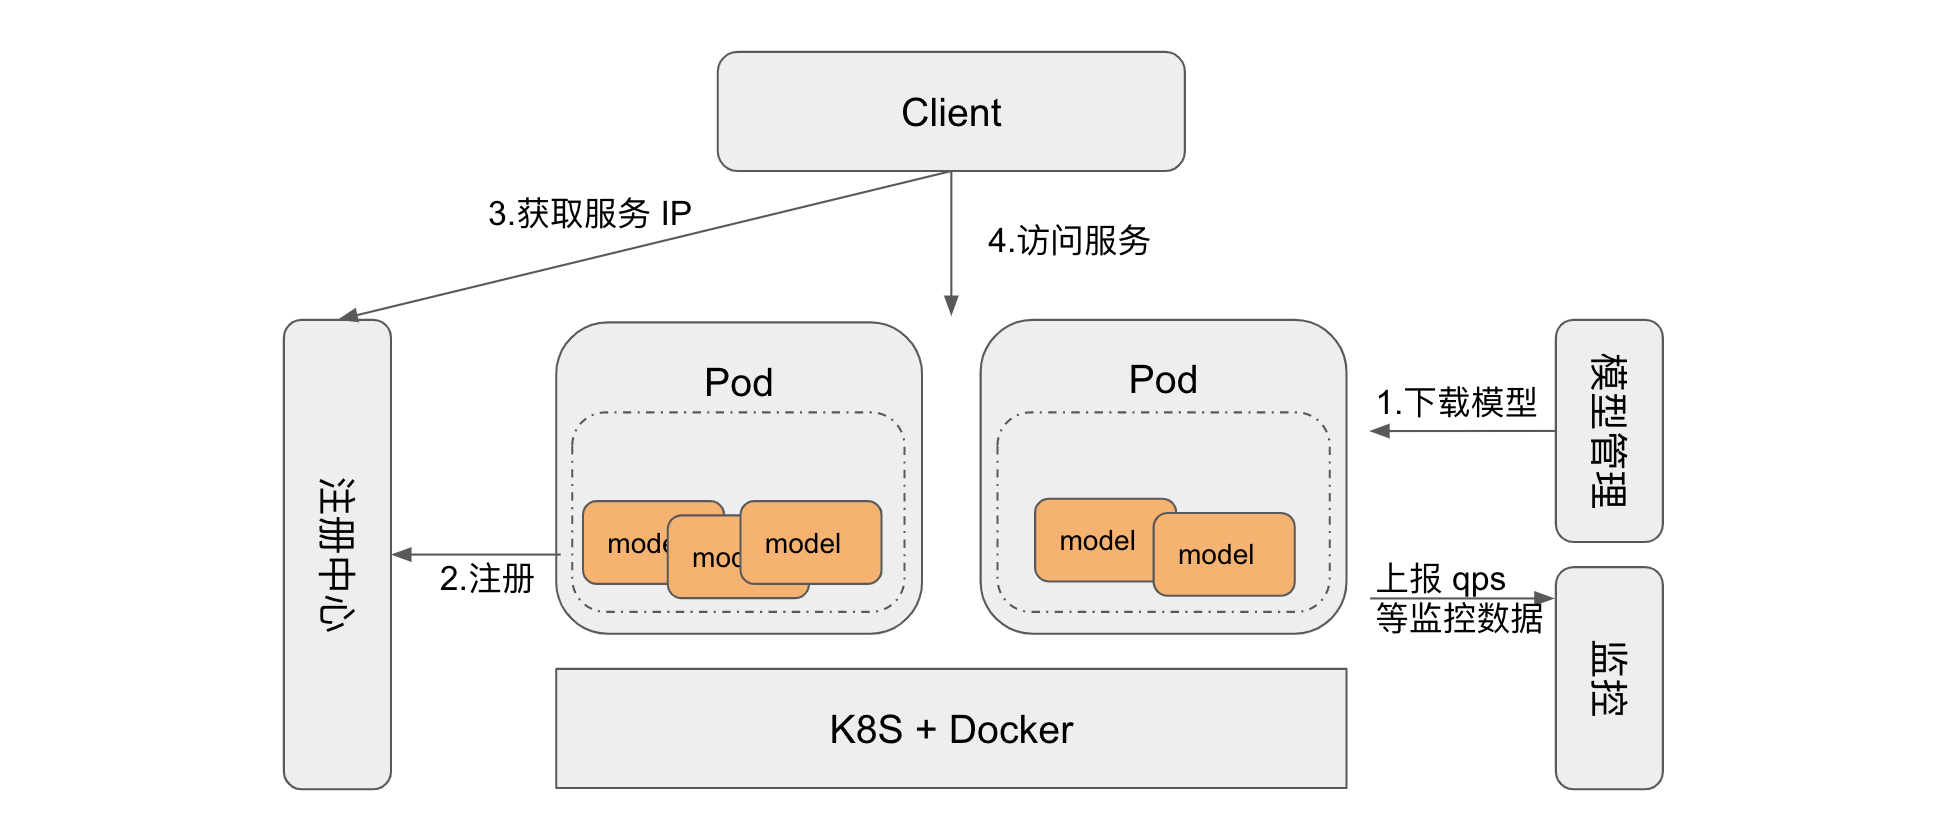 Client
3.获取服务 IP
4.访问服务
Pod
Pod
模型管理
1.下载模型
注册中心
model
model
model
model
mod
2.注册
上报 qps
等监控数据
监控
K8S + Docker